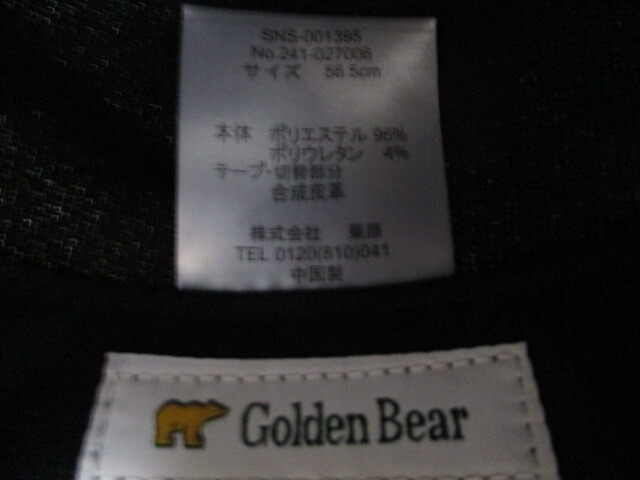 SNS-001395
No.241-027006
サイズ 56.5cm
本体 ポリエステル 96%
ポリウレタン 4%
テープ・切替部分
合成皮革
株式会社 栗原
TEL 0120(810)041
中国製
Golden Bear